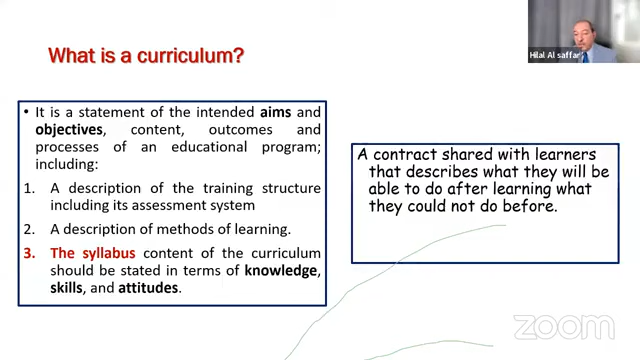 What is a curriculum?
Hilal Al saffar
• It is a statement of the intended aims and
objectives, content, outcomes and
processes of an educational program;
including:
1. A description of the training structure
including its assessment system
2. A description of methods of learning.
3. The syllabus content of the curriculum
should be stated in terms of knowledge,
skills, and attitudes.
A contract shared with learners
that describes what they will be
able to do after learning what
they could not do before.
zoom